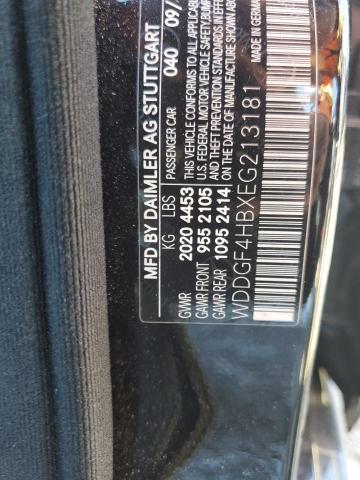 MFD BY DAIMLER AG STUTTGART
KG LBS PASSENGER CAR 040 09/
GVWR 2020 4453 THIS VEHICLE CONFORMS TO ALL APPLICABLE
GAWR FRONT 955 2105 U.S. FEDERAL MOTOR VEHICLE SAFETY, BUMPER
GAWR REAR 1095 2414 AND THEFT PREVENTION STANDARDS IN EFFECT
ON THE DATE OF MANUFACTURE SHOWN ABOVE
WDDGF4HBXEG213181 MADE IN GERMANY